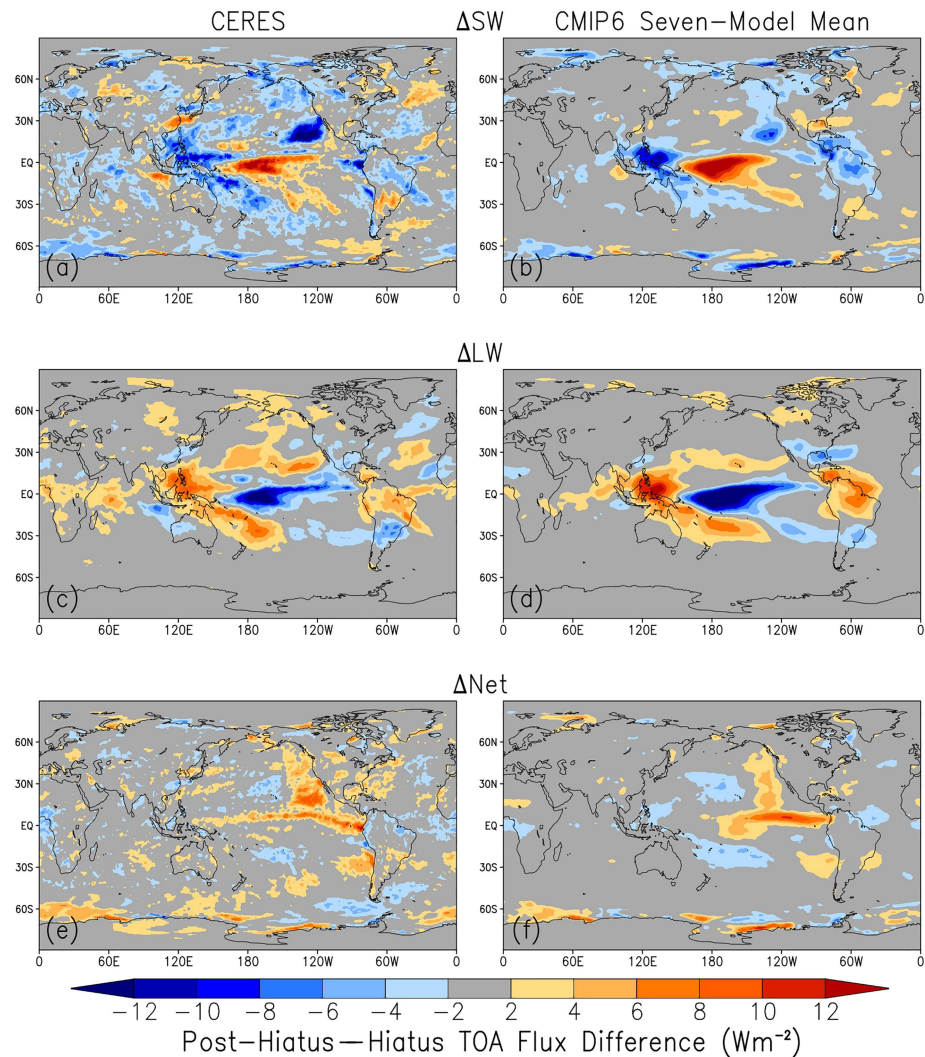 CERES ΔSW CMIP6 Seven-Model Mean
60N
30N
EQ
30S
60S
(a)
0 60E 120E 180 120W 60W 0
60N
30N
EQ
30S
60S
(b)
0 60E 120E 180 120W 60W 0
ΔLW
60N
30N
EQ
30S
60S
(c)
0 60E 120E 180 120W 60W 0
60N
30N
EQ
30S
60S
(d)
0 60E 120E 180 120W 60W 0
ΔNet
60N
30N
EQ
30S
60S
(e)
0 60E 120E 180 120W 60W 0
60N
30N
EQ
30S
60S
(f)
0 60E 120E 180 120W 60W 0
−12 −10 −8 −6 −4 −2 2 4 6 8 10 12
Post-Hiatus—Hiatus TOA Flux Difference (Wm⁻²)